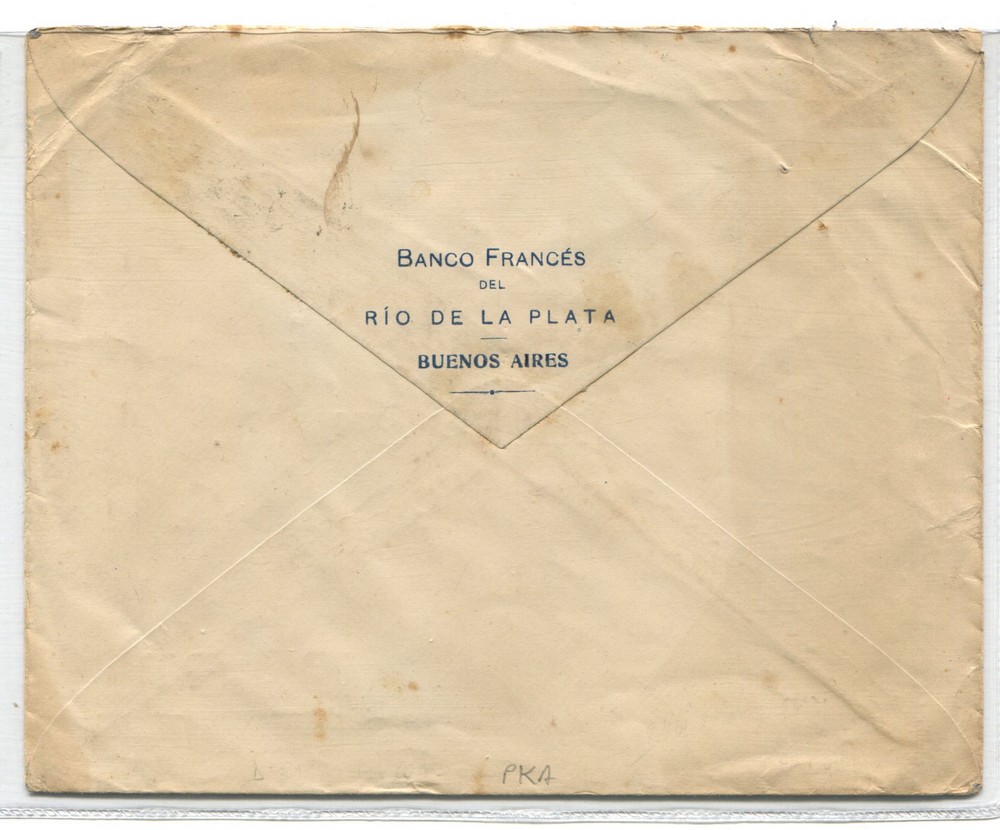 BANCO FRANCÉS
DEL
RÍO DE LA PLATA
BUENOS AIRES
PKA